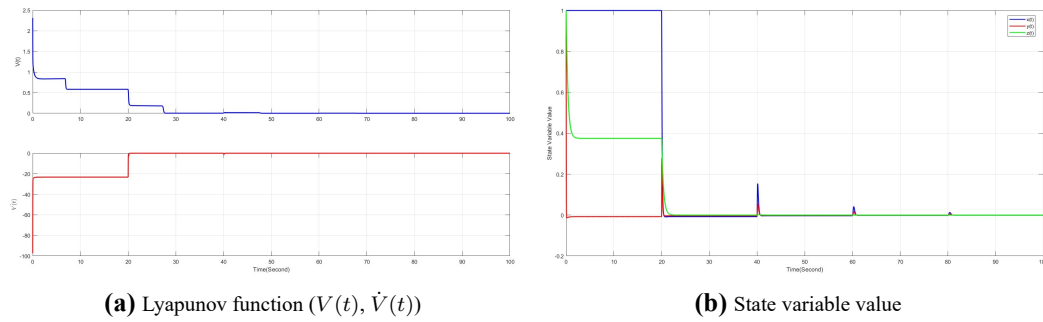 2.5
2
1.5
1
0.5
0
V(t)
0 10 20 30 40 50 60 70 80 90 100
0
-20
-40
-60
-80
-100
V̇(t)
0 10 20 30 40 50 60 70 80 90 100
Time(Second)
(a) Lyapunov function (V(t), V̇(t))
1
0.8
0.6
0.4
0.2
0
-0.2
State Variable Value
x(t)
y(t)
z(t)
0 10 20 30 40 50 60 70 80 90 100
Time(Second)
(b) State variable value